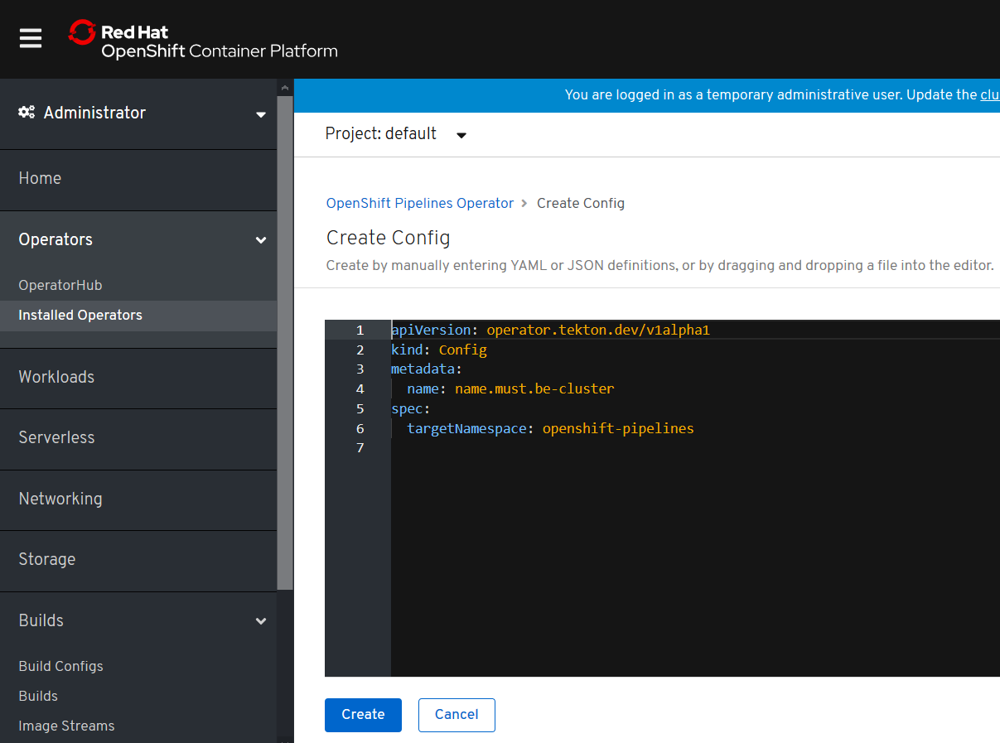 Red Hat
OpenShift Container Platform
Administrator
Home
Operators
OperatorHub
Installed Operators
Workloads
Serverless
Networking
Storage
Builds
Build Configs
Builds
Image Streams
You are logged in as a temporary administrative user. Update the clu
Project: default
OpenShift Pipelines Operator > Create Config
Create Config
Create by manually entering YAML or JSON definitions, or by dragging and dropping a file into the editor.
1 apiVersion: operator.tekton.dev/v1alpha1
2 kind: Config
3 metadata:
4 name: name.must.be-cluster
5 spec:
6 targetNamespace: openshift-pipelines
7
Create Cancel